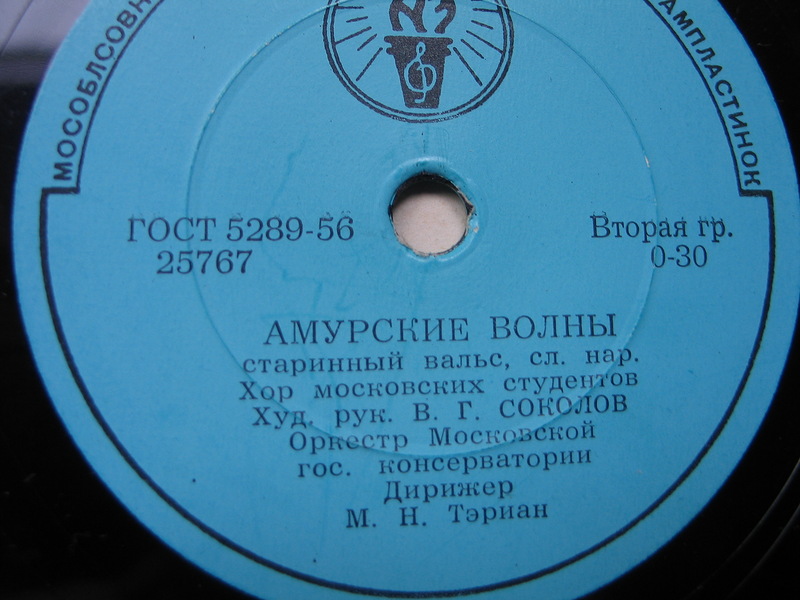 МОСОБЛСОВН
АМПЛАСТИНОК
ГОСТ 5289-56
Вторая гр.
25767
0-30
АМУРСКИЕ ВОЛНЫ
старинный вальс, сл. нар.
Хор московских студентов
Худ. рук. В. Г. СОКОЛОВ
Оркестр Московской
гос. консерватории
Дирижер
М. Н. Тэриан